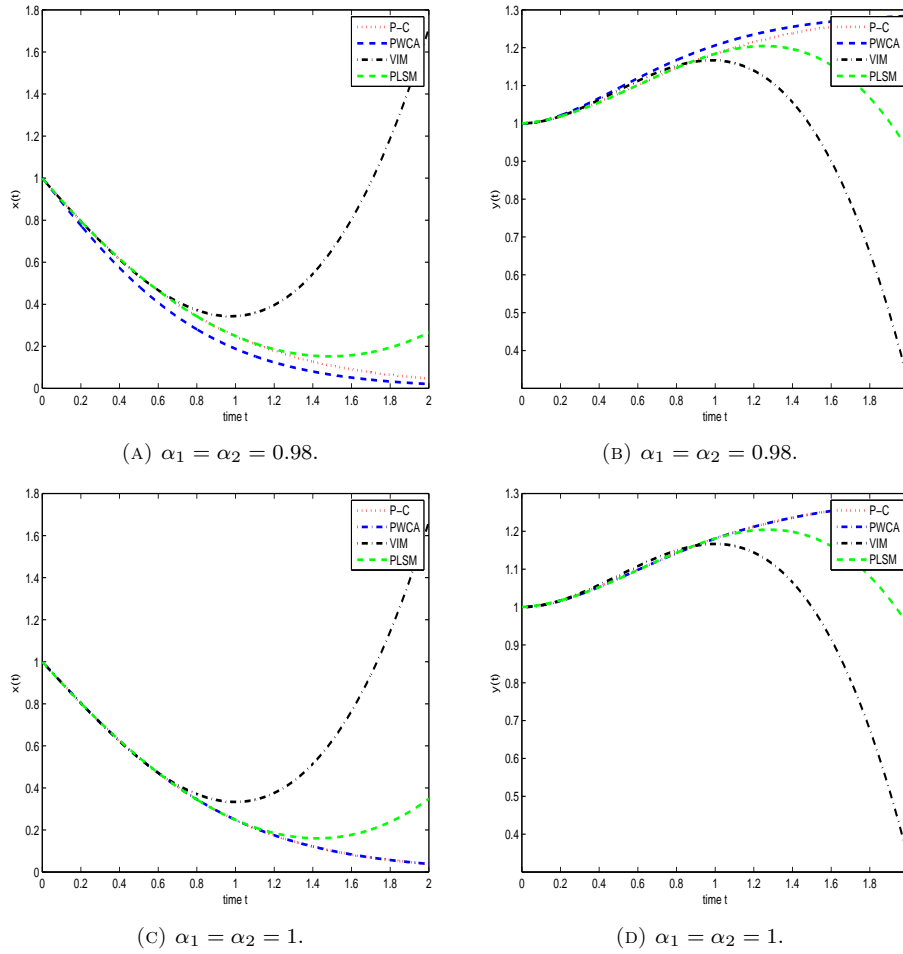 1.8
1.6
1.4
1.2
1
0.8
0.6
0.4
0.2
0
x(t)
0 0.2 0.4 0.6 0.8 1 1.2 1.4 1.6 1.8 2
time t
P-C
PWCA
VIM
PLSM
(A) α₁ = α₂ = 0.98.
1.3
1.2
1.1
1
0.9
0.8
0.7
0.6
0.5
0.4
y(t)
0 0.2 0.4 0.6 0.8 1 1.2 1.4 1.6 1.8 2
time t
P-C
PWCA
VIM
PLSM
(B) α₁ = α₂ = 0.98.
1.8
1.6
1.4
1.2
1
0.8
0.6
0.4
0.2
0
x(t)
0 0.2 0.4 0.6 0.8 1 1.2 1.4 1.6 1.8 2
time t
P-C
PWCA
VIM
PLSM
(C) α₁ = α₂ = 1.
1.3
1.2
1.1
1
0.9
0.8
0.7
0.6
0.5
0.4
y(t)
0 0.2 0.4 0.6 0.8 1 1.2 1.4 1.6 1.8 2
time t
P-C
PWCA
VIM
PLSM
(D) α₁ = α₂ = 1.